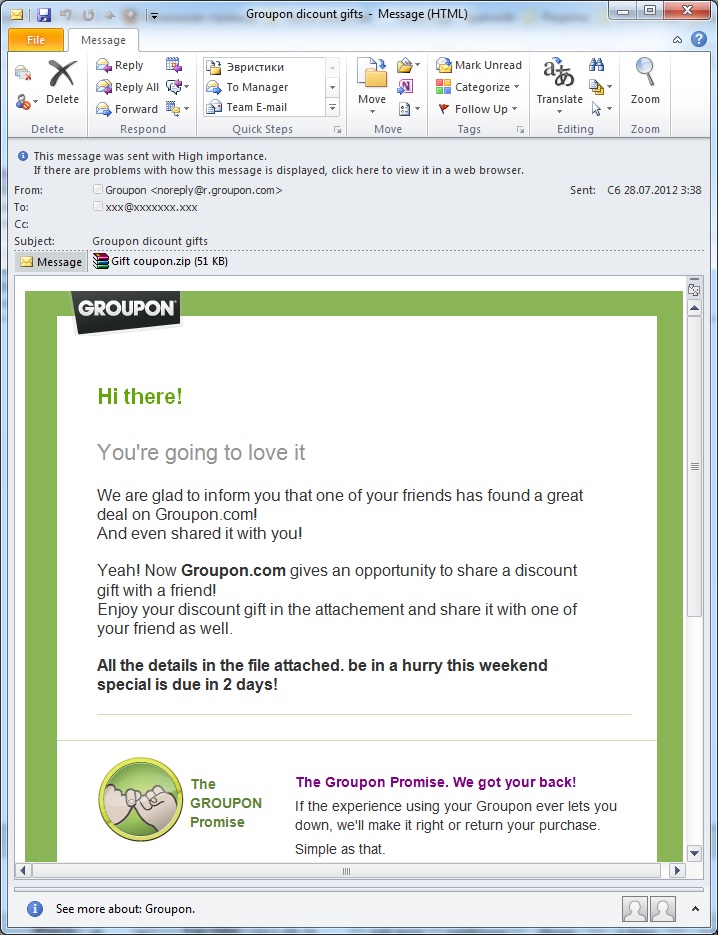 Groupon dicount gifts - Message (HTML)
File Message
Delete
Delete
Reply
Reply All
Forward
Respond
Эвристики
To Manager
Team E-mail
Quick Steps
Move
Move
Mark Unread
Categorize
Follow Up
Tags
Translate
Editing
Zoom
Zoom
This message was sent with High importance.
If there are problems with how this message is displayed, click here to view it in a web browser.
From: Groupon <noreply@r.groupon.com> Sent: Сб 28.07.2012 3:38
To: xxx@xxxxxxx.xxx
Cc:
Subject: Groupon dicount gifts
Message Gift coupon.zip (51 KB)
GROUPON
Hi there!
You're going to love it
We are glad to inform you that one of your friends has found a great
deal on Groupon.com!
And even shared it with you!
Yeah! Now Groupon.com gives an opportunity to share a discount
gift with a friend!
Enjoy your discount gift in the attachement and share it with one of
your friend as well.
All the details in the file attached. be in a hurry this weekend
special is due in 2 days!
The
GROUPON
Promise
The Groupon Promise. We got your back!
If the experience using your Groupon ever lets you
down, we'll make it right or return your purchase.
Simple as that.
See more about: Groupon.